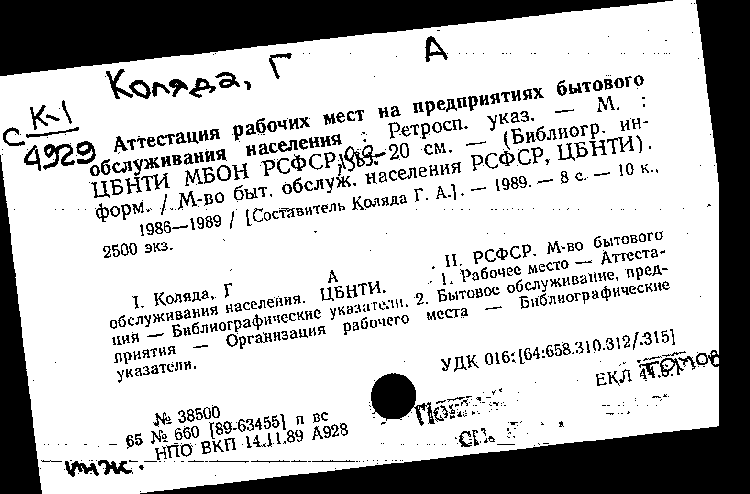 Коляда, Г А
К-1
С 4929
Аттестация рабочих мест на предприятиях бытового
обслуживания населения : Ретросп. указ. — М. :
ЦБНТИ МБОН РСФСР, 20 см. — (Библиогр. ин-
форм. / М-во быт. обслуж. населения РСФСР, ЦБНТИ).
1986—1989 / [Составитель Коляда Г. А.]. — 1989. — 8 с. — 10 к.,
2500 экз.
I. Коляда, Г А II. РСФСР. М-во бытового
обслуживания населения. ЦБНТИ. 1. Рабочее место — Аттеста-
ция — Библиографические указатели. 2. Бытовое обслуживание, пред-
приятия — Организация рабочего места — Библиографические
указатели.
УДК 016:[64:658.310.312/.315]
ЕКЛ
№ 38500
65 № 660 [89-63455] п вс
НПО ВКП 14.11.89 А928